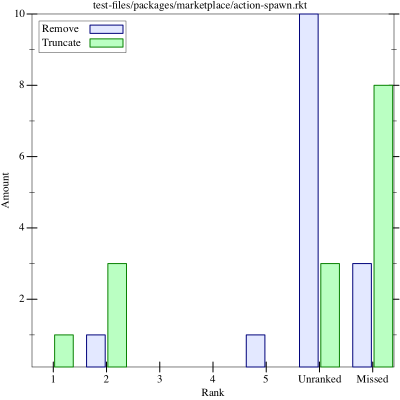 test-files/packages/marketplace/action-spawn.rkt
Remove
Truncate
10
8
6
4
2
Amount
1 2 3 4 5 Unranked Missed
Rank